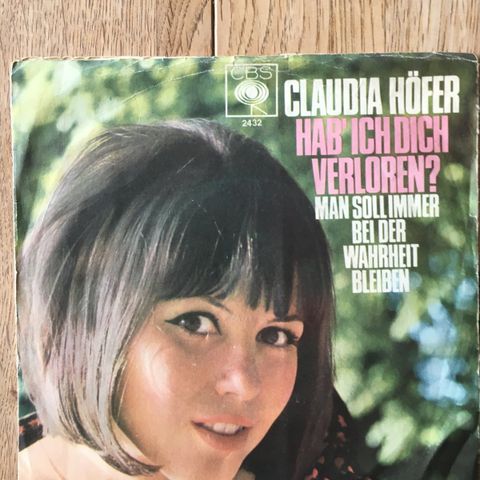 CBS
2432
CLAUDIA HÖFER
HAB' ICH DICH
VERLOREN?
MAN SOLL IMMER
BEI DER
WAHRHEIT
BLEIBEN